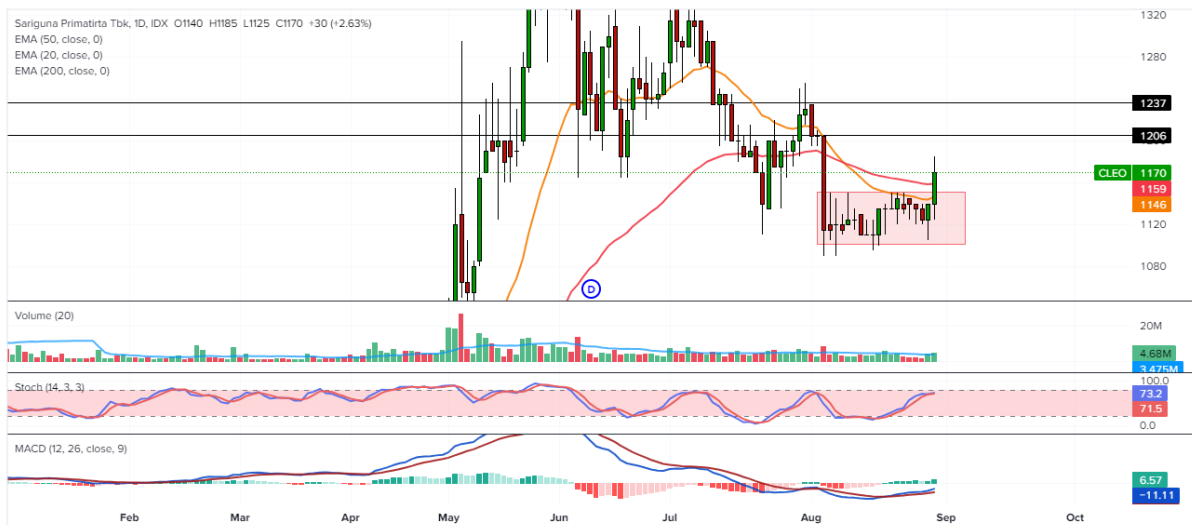 Sariguna Primatirta Tbk, 1D, IDX O1140 H1185 L1125 C1170 +30 (+2.63%)
EMA (50, close, 0)
EMA (20, close, 0)
EMA (200, close, 0)
1320
1280
1237
1206
CLEO 1170
1159
1146
1120
1080
D
Volume (20)
20M
4.68M
3.475M
Stoch (14, 3, 3)
100.0
73.2
71.5
0.0
MACD (12, 26, close, 9)
6.57
−11.11
Feb Mar Apr May Jun Jul Aug Sep Oct